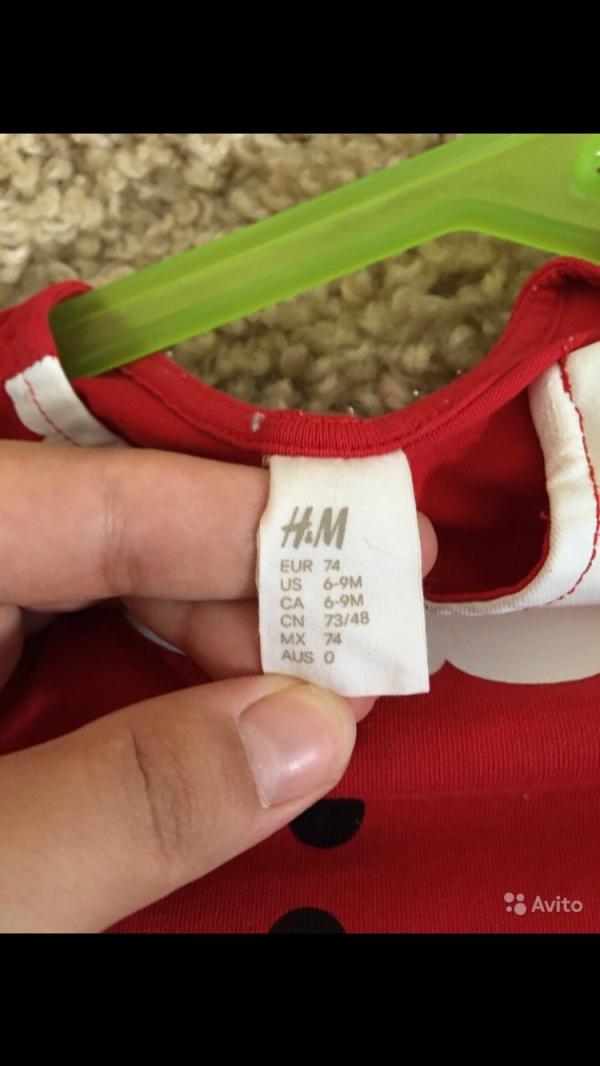 H&M
EUR 74
US 6-9M
CA 6-9M
CN 73/48
MX 74
AUS 0
Avito